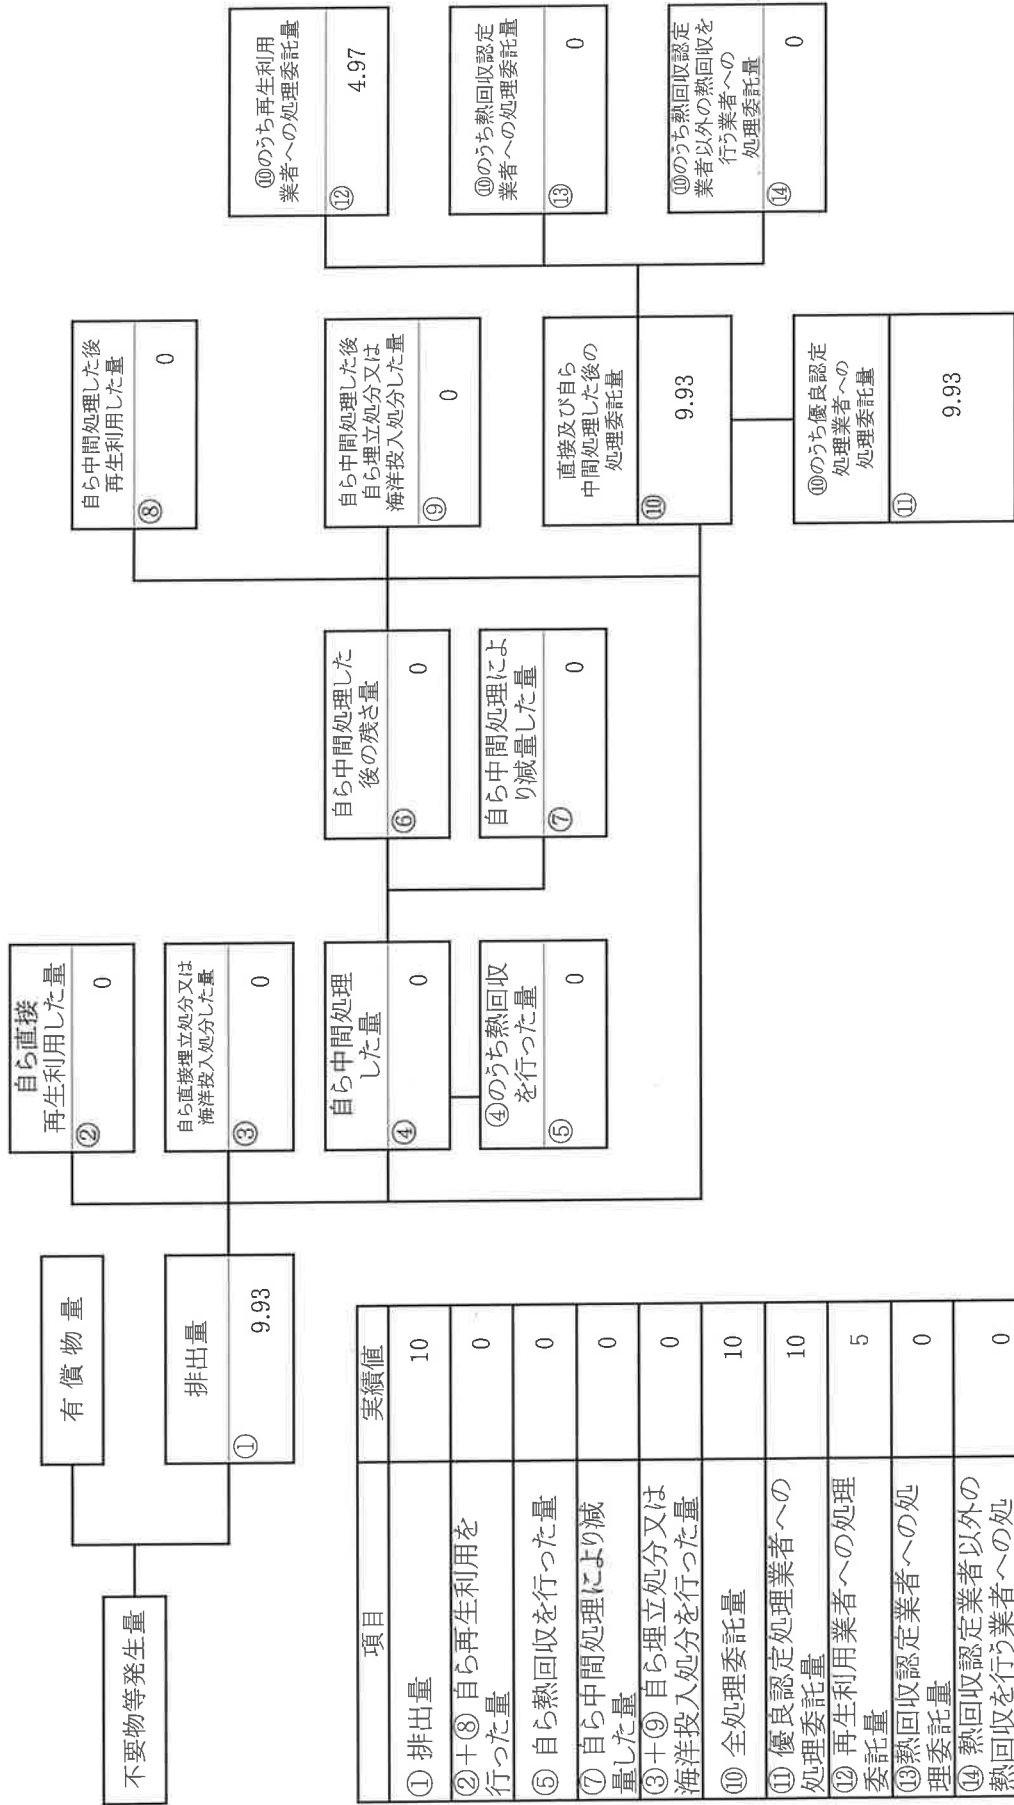 不要物等発生量
有償物量
排出量
① 9.93
自ら直接
再生利用した量
② 0
自ら直接埋立処分又は
海洋投入処分した量
③ 0
自ら中間処理
した量
④ 0
④のうち熱回収
を行った量
⑤ 0
自ら中間処理した
後の残さ量
⑥ 0
自ら中間処理によ
り減量した量
⑦ 0
自ら中間処理した後
再生利用した量
⑧ 0
自ら中間処理した後
自ら埋立処分又は
海洋投入処分した量
⑨ 0
直接及び自ら
中間処理した後の
処理委託量
⑩ 9.93
⑩のうち優良認定
処理業者への
処理委託量
⑪ 9.93
⑩のうち再生利用
業者への処理委託量
⑫ 4.97
⑩のうち熱回収認定
業者への処理委託量
⑬ 0
⑩のうち熱回収認定
業者以外の熱回収を
行う業者への
処理委託量
⑭ 0
項目 実績値
① 排出量 10
②+⑧ 自ら再生利用を
行った量 0
⑤ 自ら熱回収を行った量 0
⑦ 自ら中間処理により減
量した量 0
③+⑨ 自ら埋立処分又は
海洋投入処分を行った量 0
⑩ 全処理委託量 10
⑪ 優良認定処理業者への
処理委託量 10
⑫ 再生利用業者への処理
委託量 5
⑬熱回収認定業者への処
理委託量 0
⑭ 熱回収認定業者以外の
熱回収を行う業者への処 0